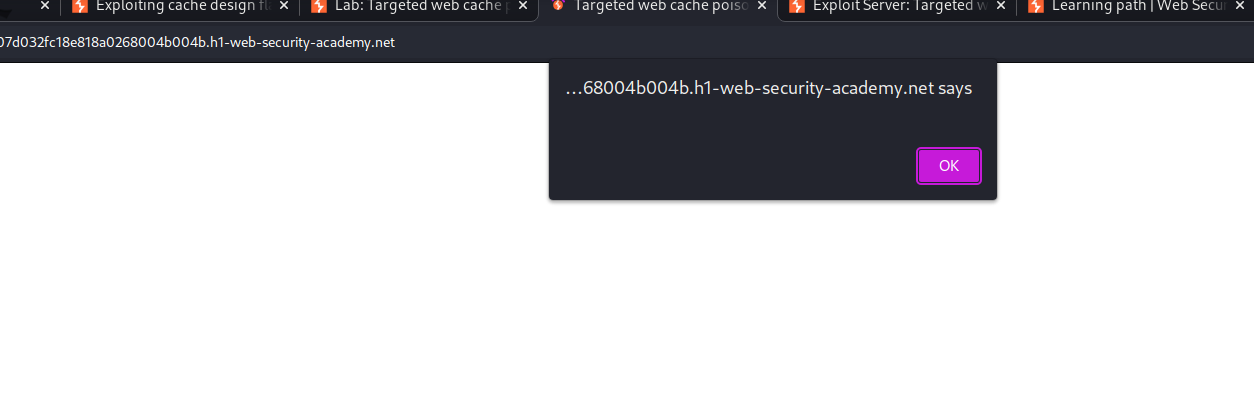 Exploiting cache design fl
Lab: Targeted web cache p
Targeted web cache poiso
Exploit Server: Targeted w
Learning path | Web Secur
07d032fc18e818a0268004b004b.h1-web-security-academy.net
...68004b004b.h1-web-security-academy.net says
OK